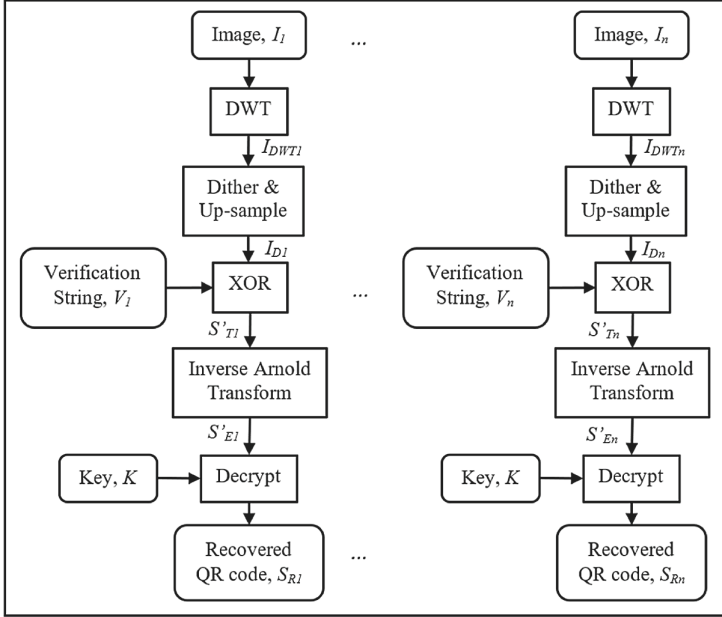 Image, I1
...
Image, In
DWT
DWT
IDWT1
IDWTn
Dither &
Up-sample
Dither &
Up-sample
ID1
IDn
Verification
String, V1
XOR
...
Verification
String, Vn
XOR
S'T1
S'Tn
Inverse Arnold
Transform
Inverse Arnold
Transform
S'E1
S'En
Key, K
Decrypt
Key, K
Decrypt
Recovered
QR code, SR1
...
Recovered
QR code, SRn